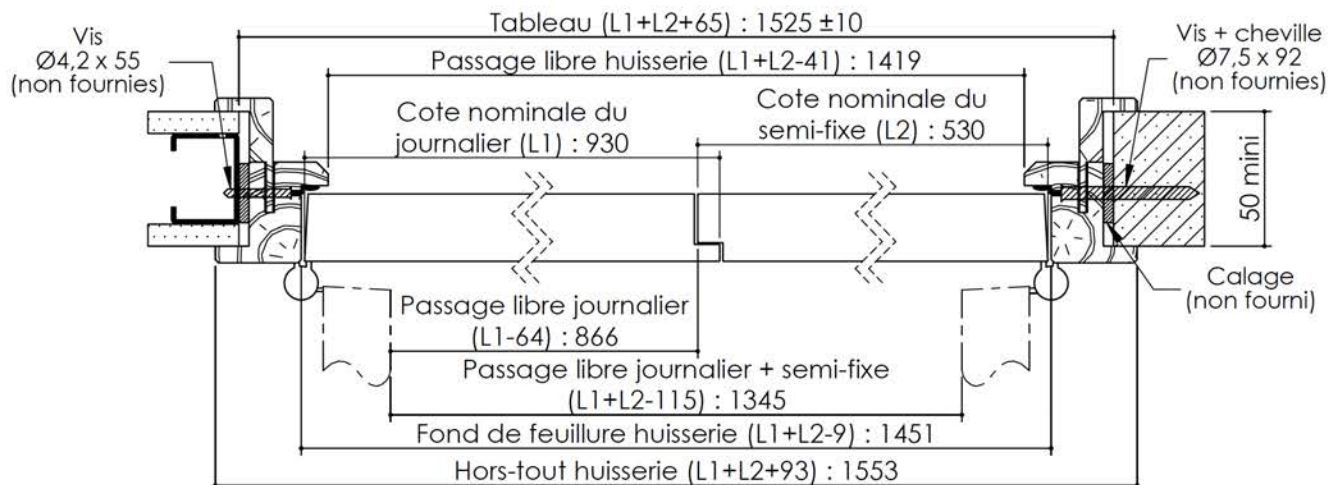 Tableau (L1+L2+65) : 1525 ±10
Vis
Ø4,2 x 55
(non fournies)
Vis + cheville
Ø7,5 x 92
(non fournies)
Passage libre huisserie (L1+L2-41) : 1419
Cote nominale du
journalier (L1) : 930
Cote nominale du
semi-fixe (L2) : 530
50 mini
Calage
(non fourni)
Passage libre journalier
(L1-64) : 866
Passage libre journalier + semi-fixe
(L1+L2-115) : 1345
Fond de feuillure huisserie (L1+L2-9) : 1451
Hors-tout huisserie (L1+L2+93) : 1553